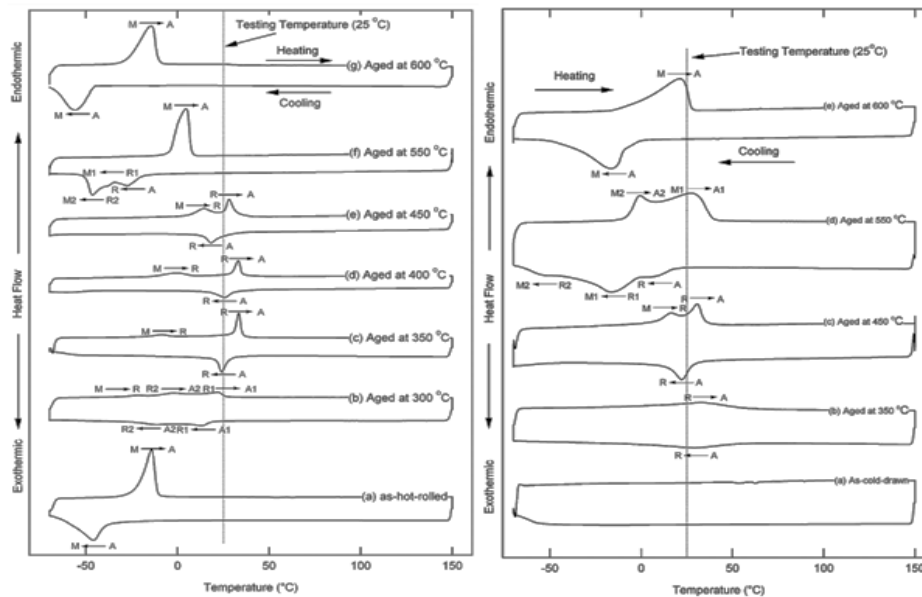 M → A
Testing Temperature (25 °C)
Heating
(g) Aged at 600 °C
Cooling
M ← A
M → A
(f) Aged at 550 °C
M1 ← R1
R ← A
M2 ← R2
R → A
M → R
(e) Aged at 450 °C
R ← A
R → A
M → R
(d) Aged at 400 °C
R ← A
R → A
M → R
(c) Aged at 350 °C
R ← A
M → R R2 → A2 R1 → A1
(b) Aged at 300 °C
R2 ← A2 R1 ← A1
M → A
(a) as-hot-rolled
M ← A
Endothermic
Heat Flow
Exothermic
-50 0 50 100 150
Temperature (°C)
Testing Temperature (25°C)
Heating
M → A
(e) Aged at 600 °C
Cooling
M ← A
M2 → A2 M1 → A1
(d) Aged at 550 °C
R ← A
M2 ← R2 M1 ← R1
R → A
M → R
(c) Aged at 450 °C
R ← A
R → A
(b) Aged at 350 °C
R ← A
(a) As-cold-drawn
Endothermic
Heat Flow
Exothermic
-50 0 50 100 150
Temperature (°C)